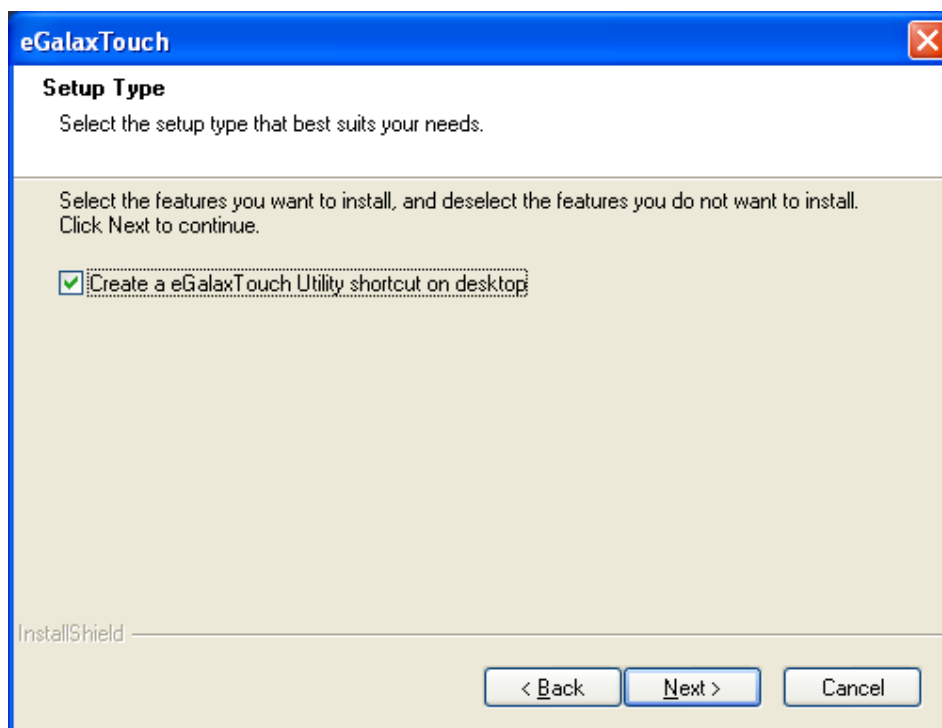 eGalaxTouch
Setup Type
Select the setup type that best suits your needs.
Select the features you want to install, and deselect the features you do not want to install.
Click Next to continue.
Create a eGalaxTouch Utility shortcut on desktop
InstallShield
< Back Next > Cancel